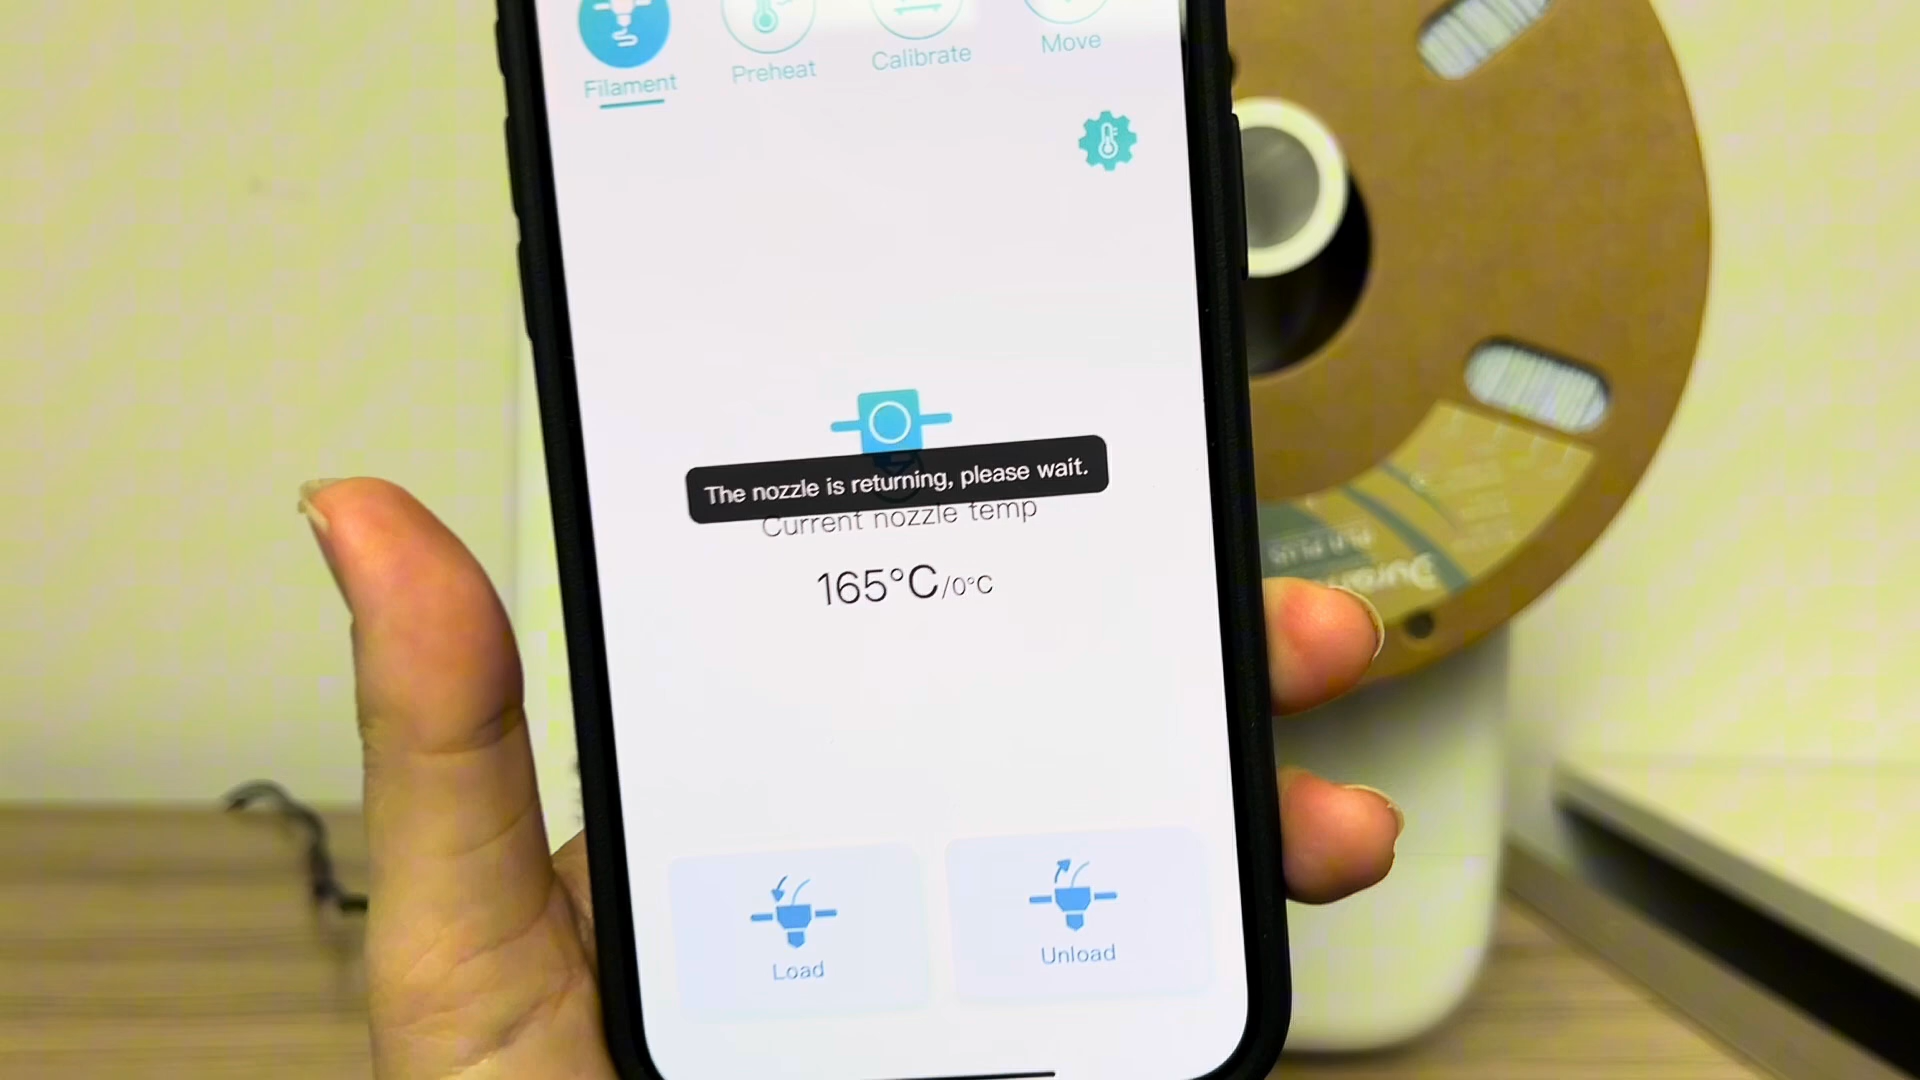 Filament
Preheat
Calibrate
Move
The nozzle is returning, please wait.
Current nozzle temp
165°C/0°C
Load
Unload